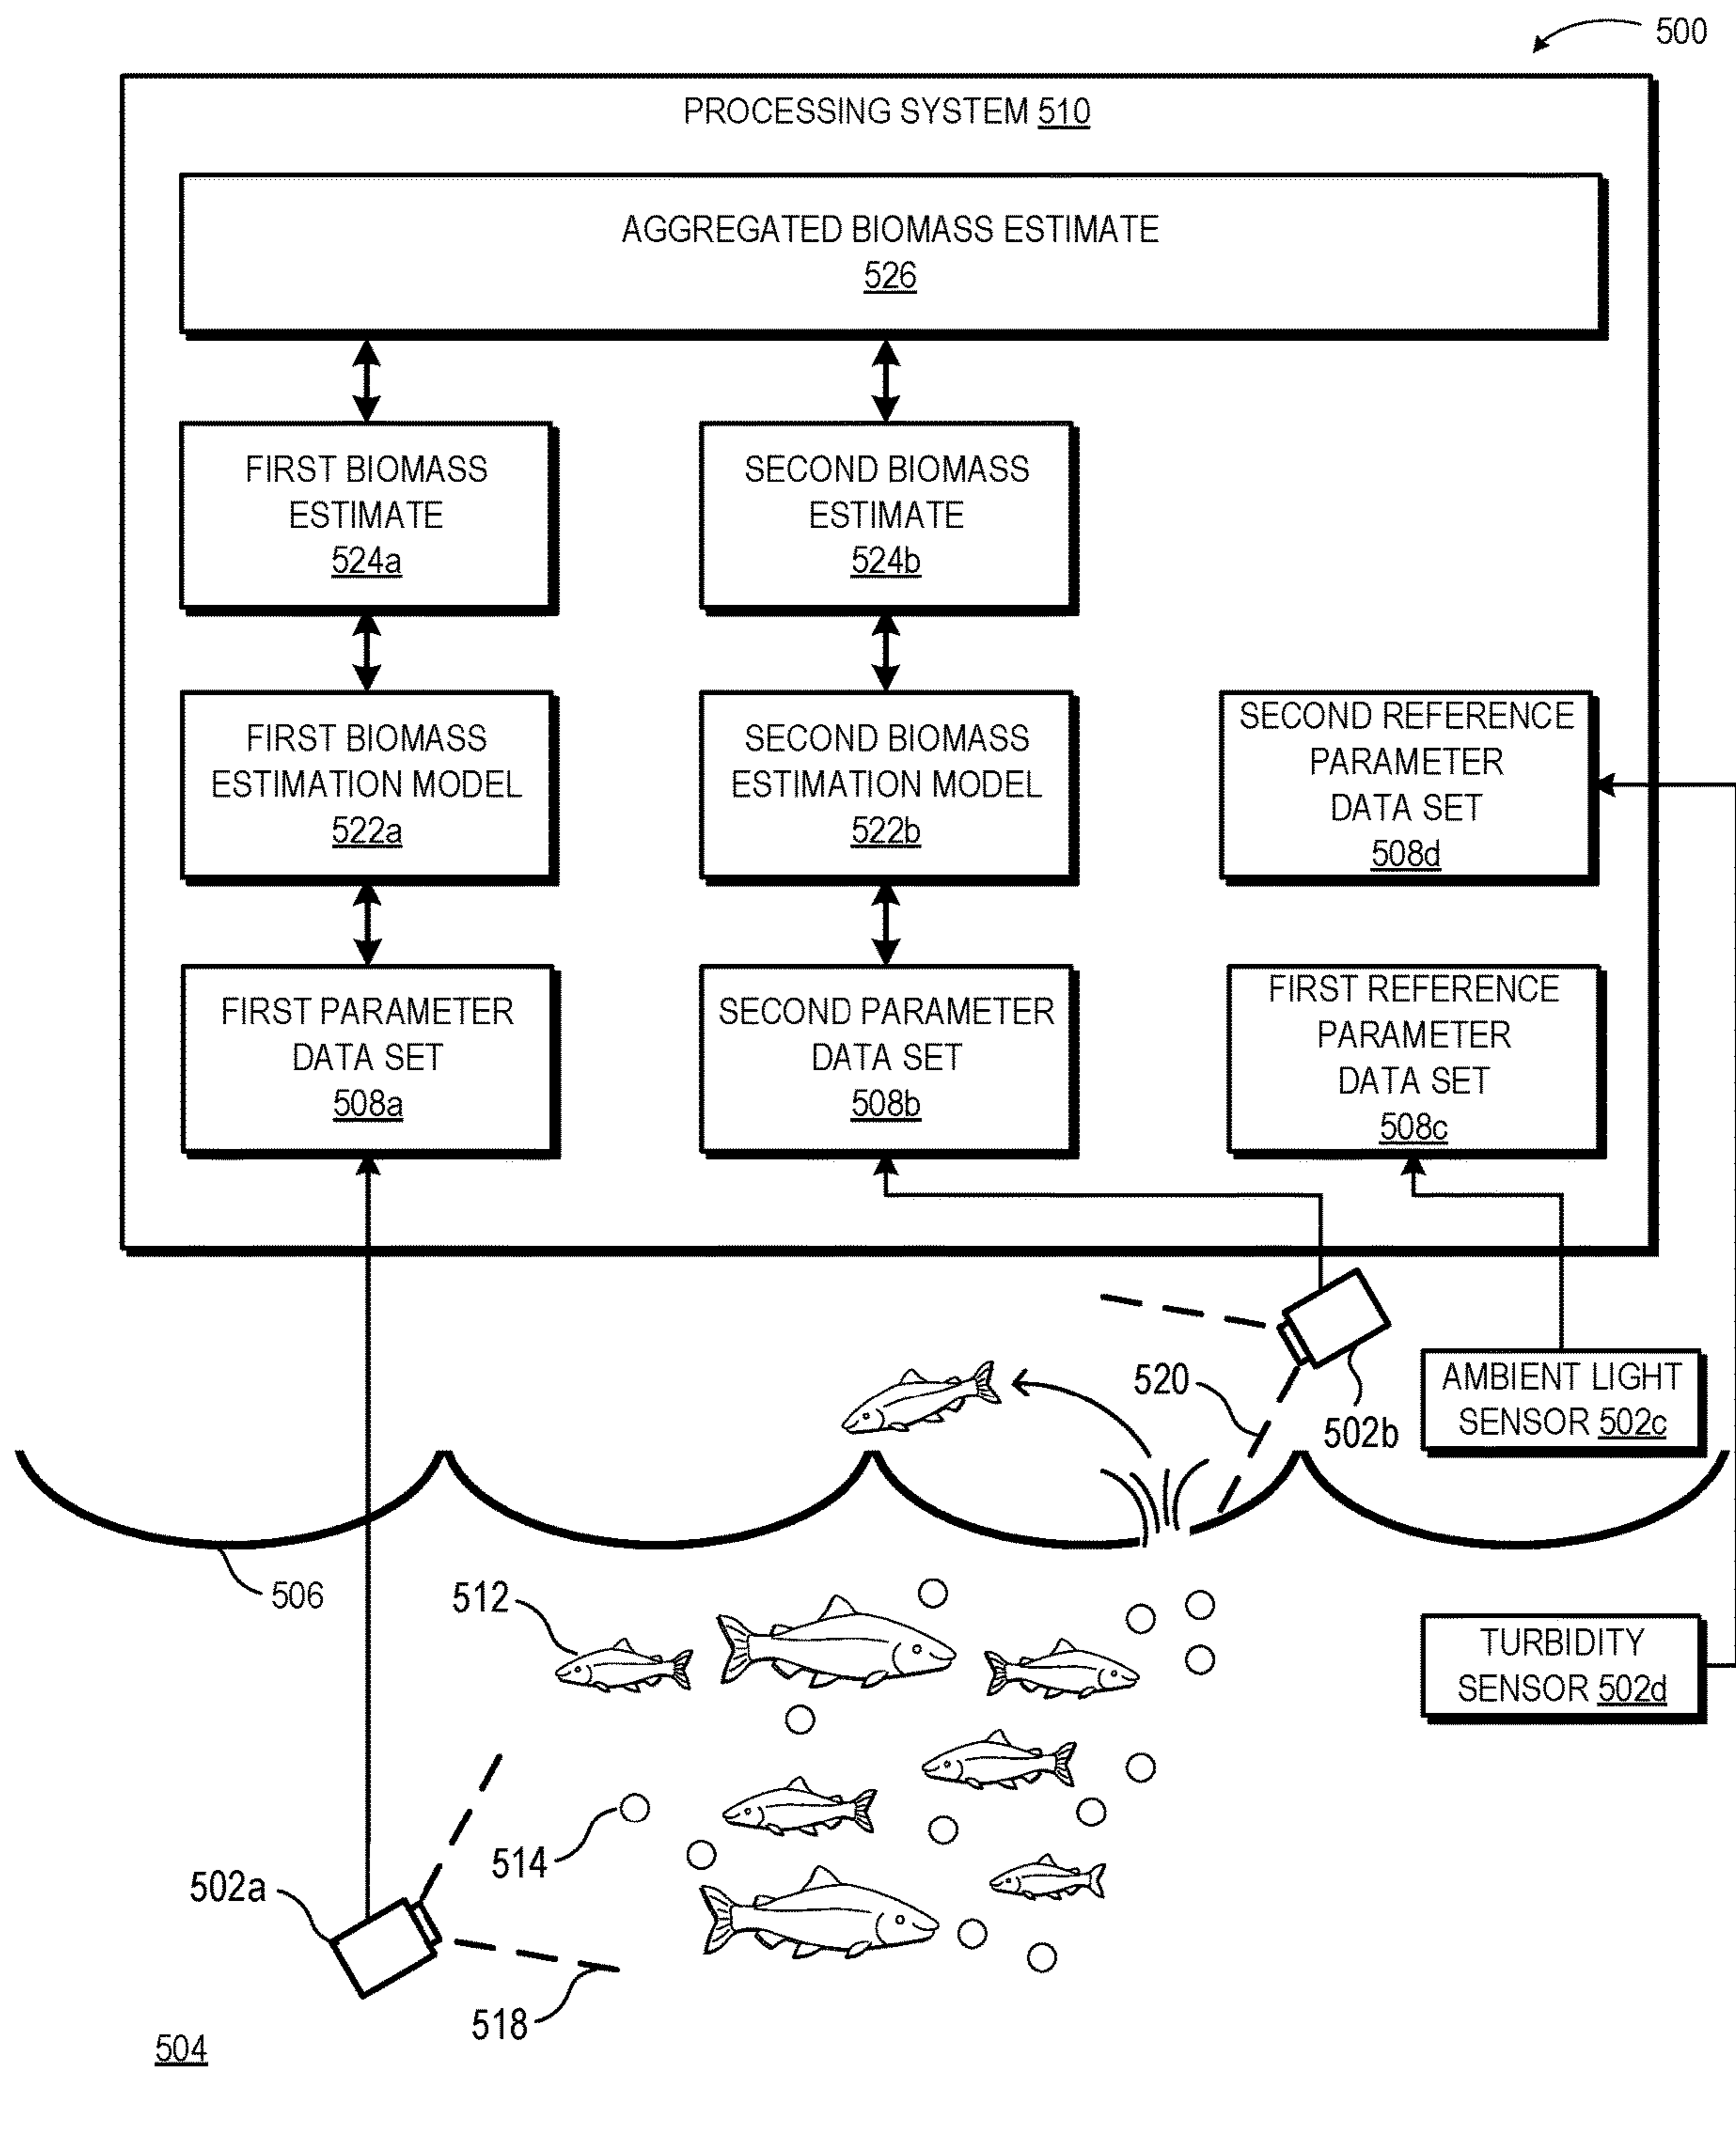 500
PROCESSING SYSTEM 510
AGGREGATED BIOMASS ESTIMATE
526
FIRST BIOMASS
ESTIMATE
524a
SECOND BIOMASS
ESTIMATE
524b
FIRST BIOMASS
ESTIMATION MODEL
522a
SECOND BIOMASS
ESTIMATION MODEL
522b
SECOND REFERENCE
PARAMETER
DATA SET
508d
FIRST PARAMETER
DATA SET
508a
SECOND PARAMETER
DATA SET
508b
FIRST REFERENCE
PARAMETER
DATA SET
508c
520
502b
AMBIENT LIGHT
SENSOR 502c
506
512
TURBIDITY
SENSOR 502d
514
502a
518
504